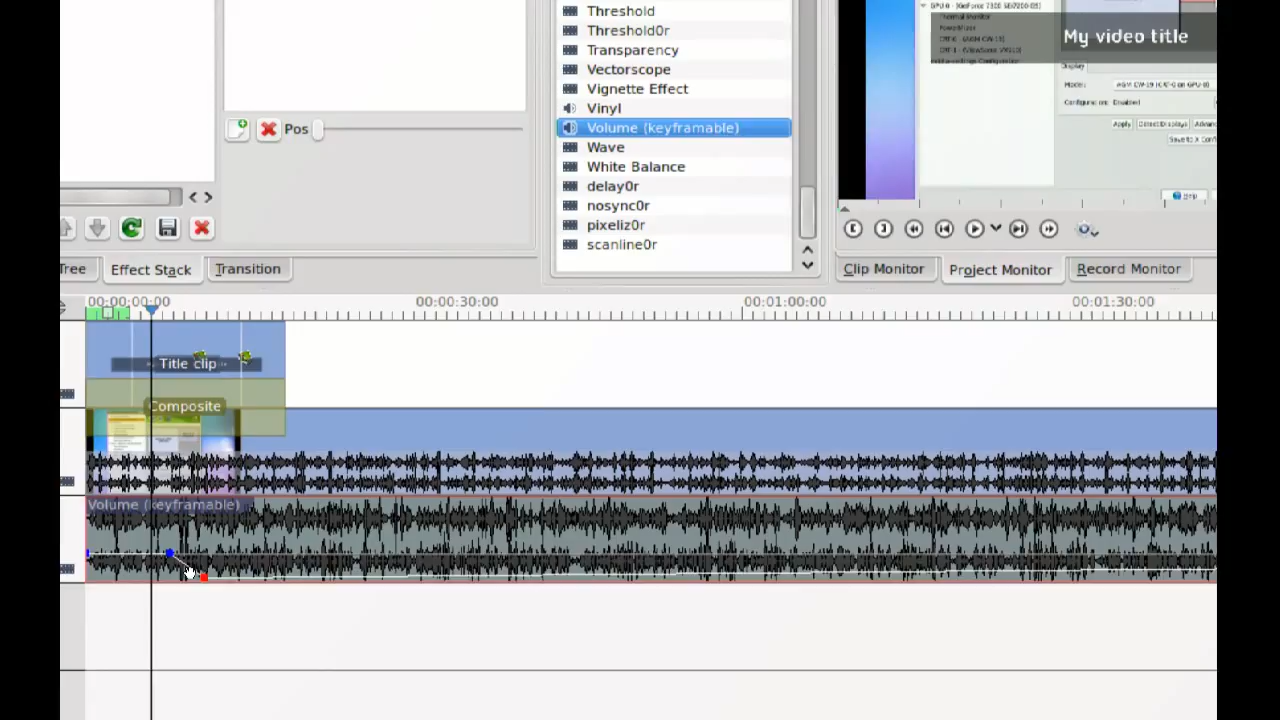 Threshold
Threshold0r
Transparency
Vectorscope
Vignette Effect
Vinyl
Volume (keyframable)
Wave
White Balance
delay0r
nosync0r
pixeliz0r
scanline0r
Pos
My video title
Display
Apply
Tree
Effect Stack
Transition
Clip Monitor
Project Monitor
Record Monitor
00:00:00:00
00:00:30:00
00:01:00:00
00:01:30:00
Title clip
Composite
Volume (keyframable)